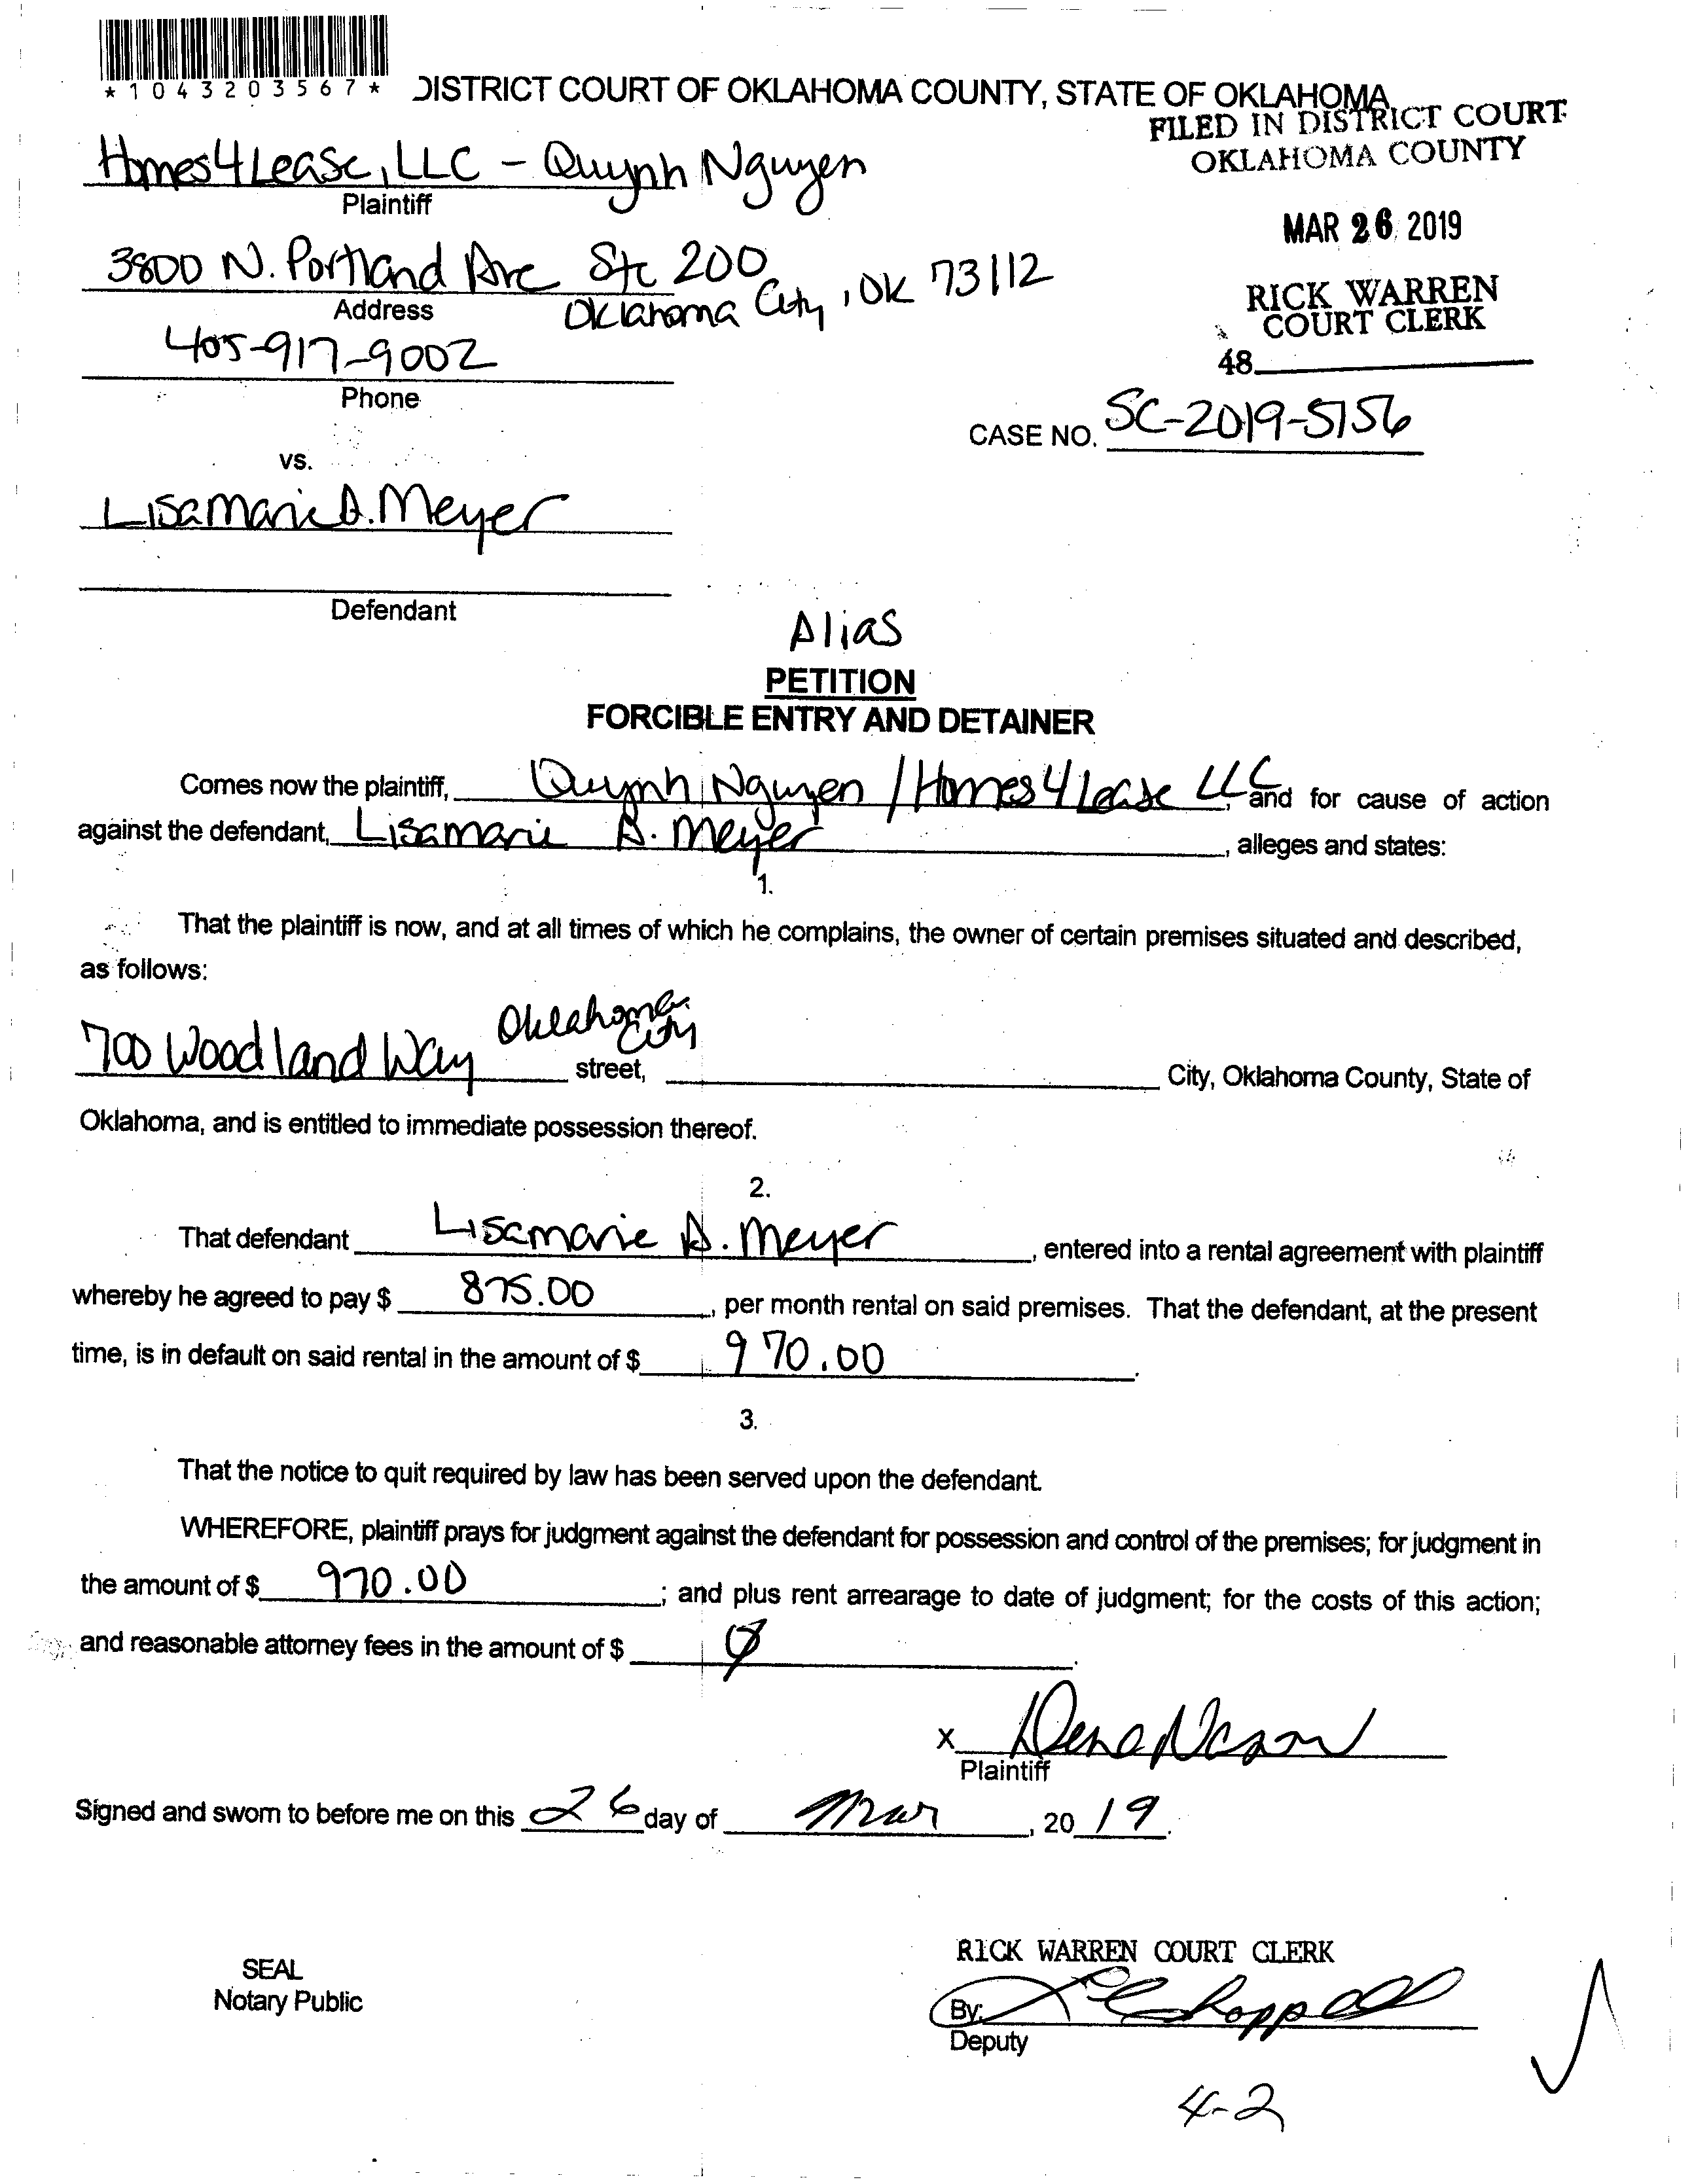 *1043203567*
DISTRICT COURT OF OKLAHOMA COUNTY, STATE OF OKLAHOMA
FILED IN DISTRICT COURT
OKLAHOMA COUNTY
Homes4Lease, LLC - Quynh Nguyen
Plaintiff
MAR 26 2019
3800 N. Portland Ave Ste 200
Oklahoma City, OK 73112
Address
RICK WARREN
COURT CLERK
405-917-9002
48
Phone
CASE NO. SC-2019-5156
vs.
Lisamarie A. Meyer
Defendant
Alias
PETITION
FORCIBLE ENTRY AND DETAINER
Comes now the plaintiff, Quynh Nguyen / Homes4Lease LLC, and for cause of action
against the defendant, Lisamarie A. Meyer, alleges and states:
1.
That the plaintiff is now, and at all times of which he complains, the owner of certain premises situated and described,
as follows:
700 Woodland Way street, Oklahoma City City, Oklahoma County, State of
Oklahoma, and is entitled to immediate possession thereof.
2.
That defendant Lisamarie A. Meyer, entered into a rental agreement with plaintiff
whereby he agreed to pay $ 875.00, per month rental on said premises. That the defendant, at the present
time, is in default on said rental in the amount of $ 970.00.
3.
That the notice to quit required by law has been served upon the defendant.
WHEREFORE, plaintiff prays for judgment against the defendant for possession and control of the premises; for judgment in
the amount of $ 970.00; and plus rent arrearage to date of judgment; for the costs of this action;
and reasonable attorney fees in the amount of $ 0.
X
Plaintiff
Signed and sworn to before me on this 26 day of Mar, 2019.
RICK WARREN COURT CLERK
SEAL
Notary Public
By:
Deputy
4-2